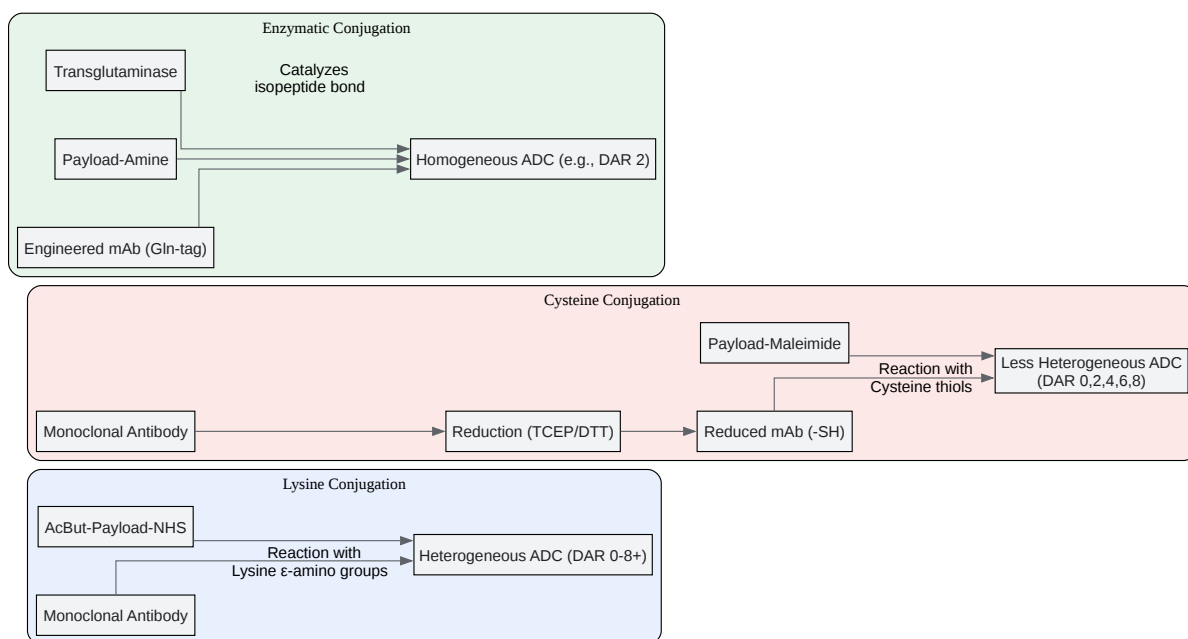 Enzymatic Conjugation
Transglutaminase
Catalyzes
isopeptide bond
Payload-Amine
Homogeneous ADC (e.g., DAR 2)
Engineered mAb (Gln-tag)
Cysteine Conjugation
Payload-Maleimide
Reaction with
Cysteine thiols
Less Heterogeneous ADC
(DAR 0,2,4,6,8)
Monoclonal Antibody
Reduction (TCEP/DTT)
Reduced mAb (-SH)
Lysine Conjugation
AcBut-Payload-NHS
Reaction with
Lysine ε-amino groups
Heterogeneous ADC (DAR 0-8+)
Monoclonal Antibody